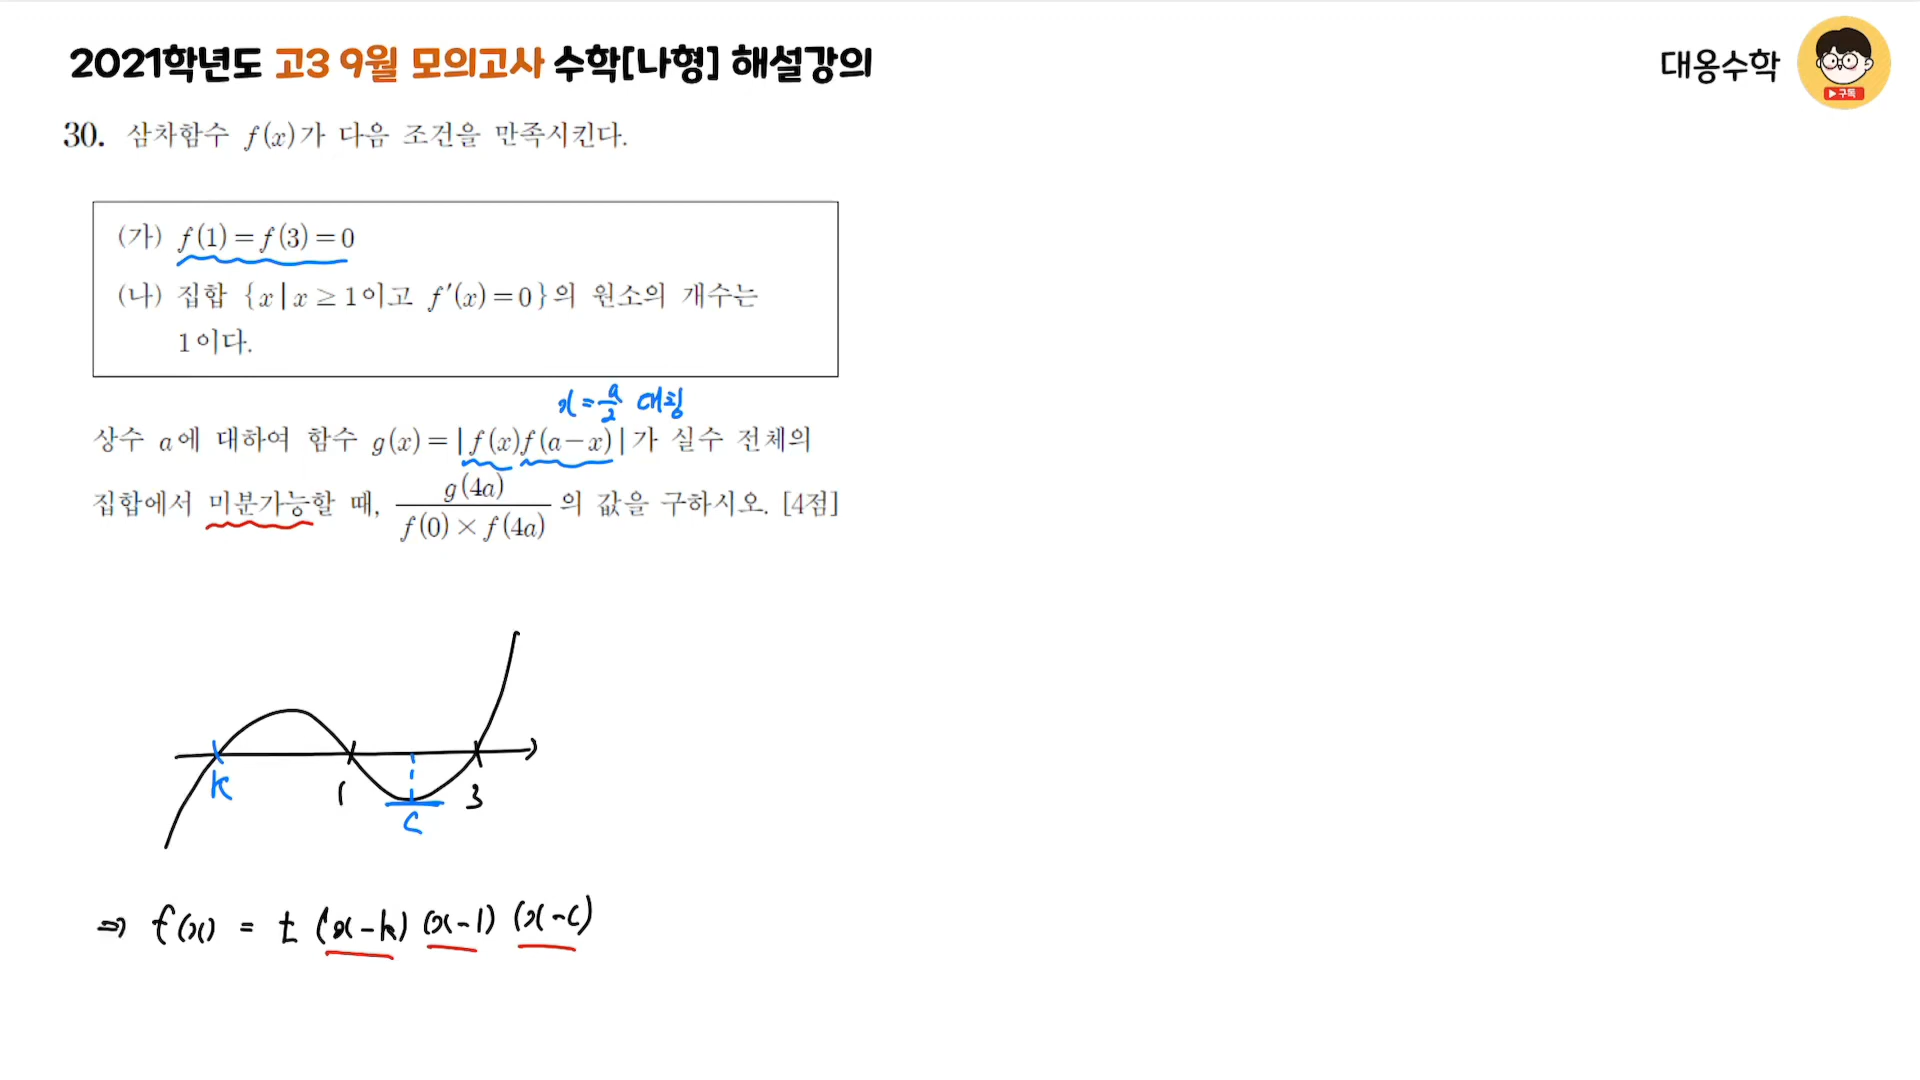 2021학년도 고3 9월 모의고사 수학[나형] 해설강의
대웅수학
구독
30. 삼차함수 f(x)가 다음 조건을 만족시킨다.
(가) f(1)=f(3)=0
(나) 집합 {x|x≥1이고 f′(x)=0}의 원소의 개수는
1이다.
x=a/2 대칭
상수 a에 대하여 함수 g(x)=|f(x)f(a−x)|가 실수 전체의
집합에서 미분가능할 때, g(4a)/(f(0)×f(4a)) 의 값을 구하시오. [4점]
k 1 3
c
⇒ f(x) = t (x−k) (x−1) (x−c)